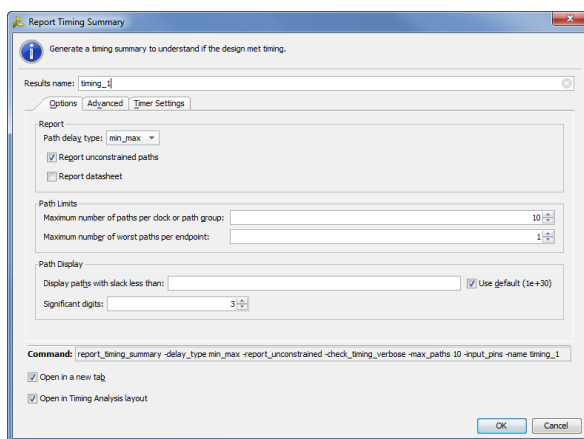 Report Timing Summary
Generate a timing summary to understand if the design met timing.
Results name: timing_1
Options Advanced Timer Settings
Report
Path delay type: min_max
Report unconstrained paths
Report datasheet
Path Limits
Maximum number of paths per clock or path group: 10
Maximum number of worst paths per endpoint: 1
Path Display
Display paths with slack less than: Use default (1e+30)
Significant digits: 3
Command: report_timing_summary -delay_type min_max -report_unconstrained -check_timing_verbose -max_paths 10 -input_pins -name timing_1
Open in a new tab
Open in Timing Analysis layout
OK Cancel